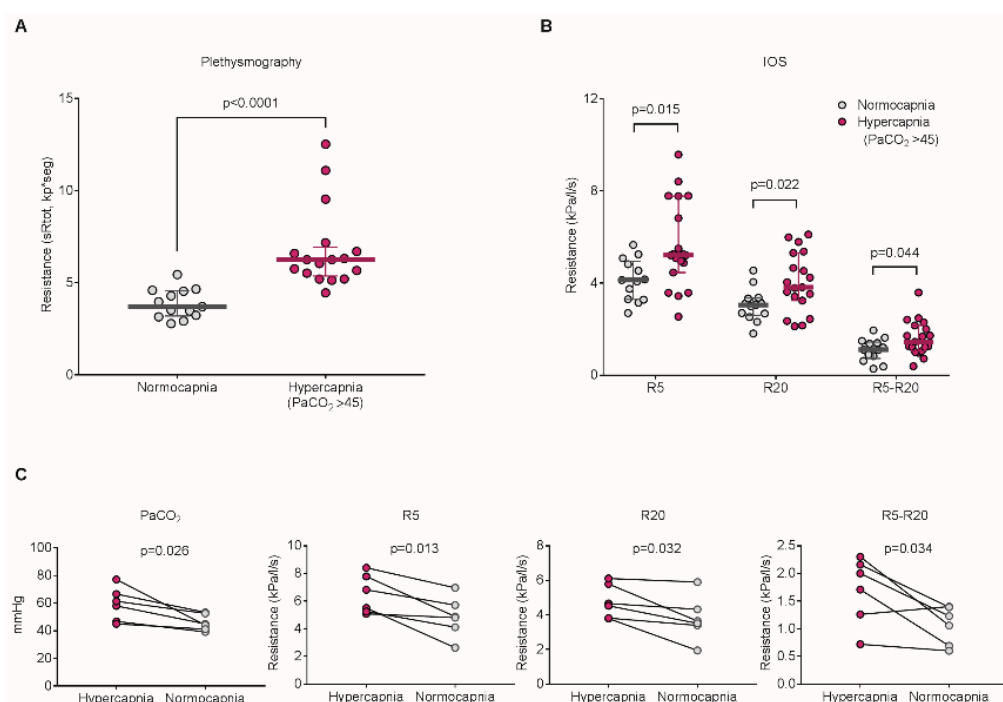 A
B
Plethysmography
IOS
15
10
5
0
Resistance (sRtot, kp*seg)
p<0.0001
Normocapnia
Hypercapnia
(PaCO₂ >45)
12
8
4
0
Resistance (kPa/l/s)
p=0.015
p=0.022
p=0.044
Normocapnia
Hypercapnia
(PaCO₂ >45)
R5
R20
R5-R20
C
PaCO₂
p=0.026
100
80
60
40
20
0
mmHg
Hypercapnia Normocapnia
R5
p=0.013
10
8
6
4
2
0
Resistance (kPa/l/s)
Hypercapnia Normocapnia
R20
p=0.032
8
6
4
2
0
Resistance (kPa/l/s)
Hypercapnia Normocapnia
R5-R20
p=0.034
2.5
2.0
1.5
1.0
0.5
0.0
Resistance (kPa/l/s)
Hypercapnia Normocapnia